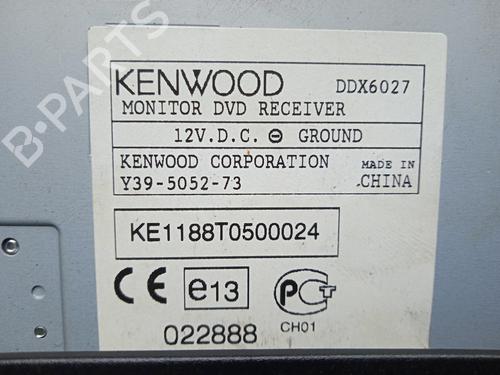 KENWOOD DDX6027
MONITOR DVD RECEIVER
12V.D.C. ⊖ GROUND
KENWOOD CORPORATION MADE IN
Y39-5052-73 CHINA
KE1188T0500024
CE e13 PCT
CH01
022888